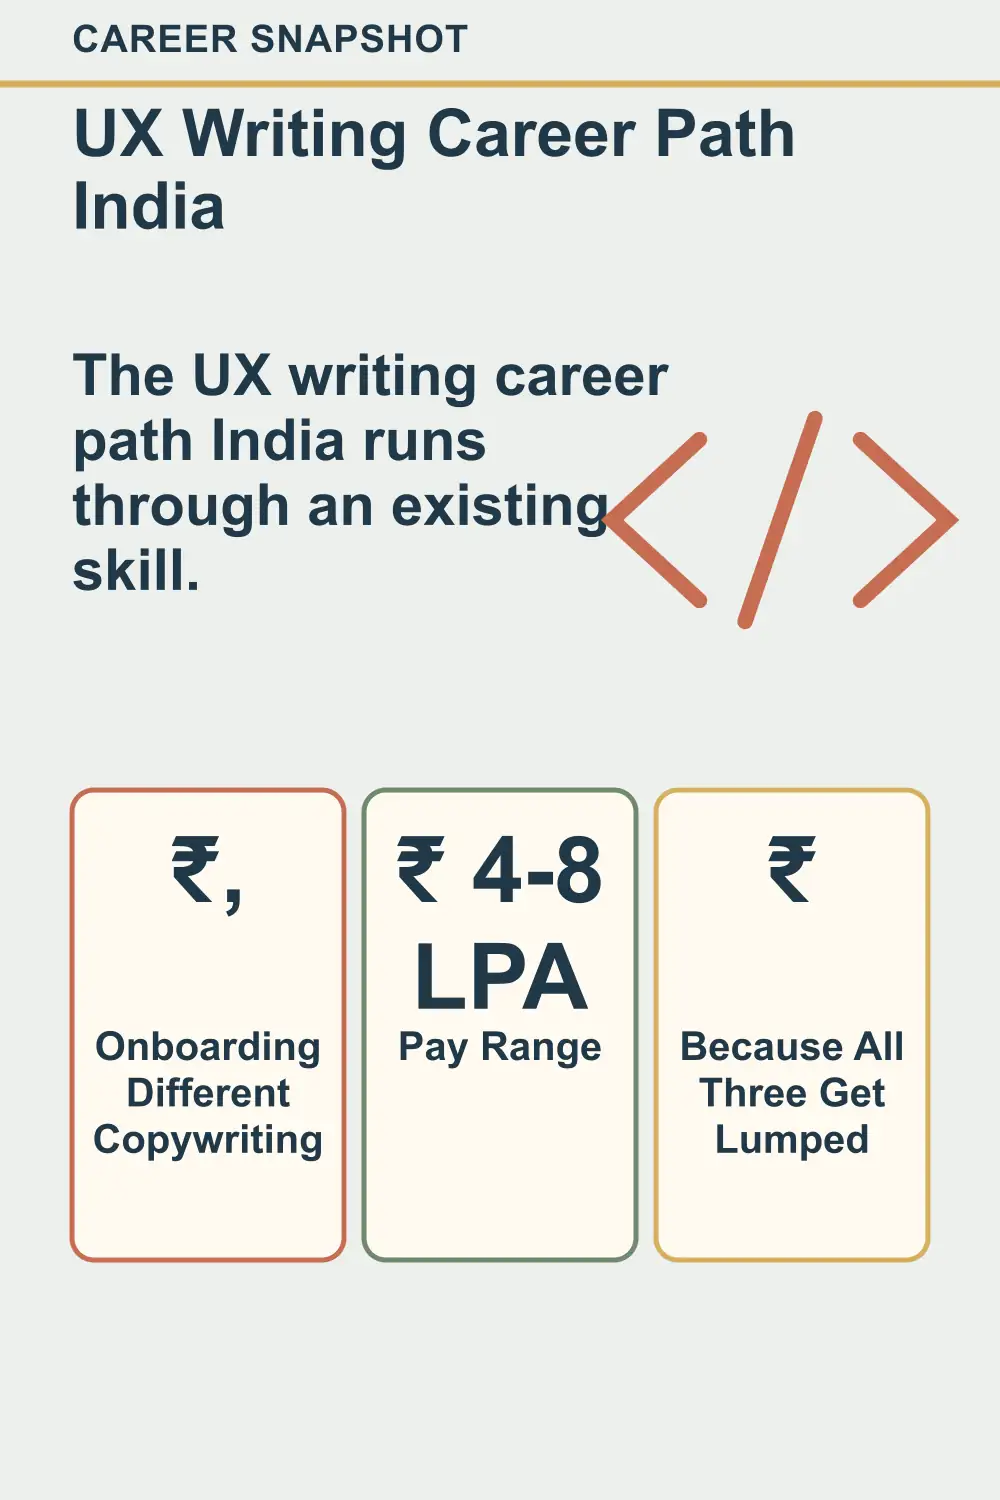 CAREER SNAPSHOT
UX Writing Career Path
India
The UX writing career
path India runs
through an existing
skill.
</>
₹,
Onboarding
Different
Copywriting
₹ 4-8
LPA
Pay Range
₹
Because All
Three Get
Lumped